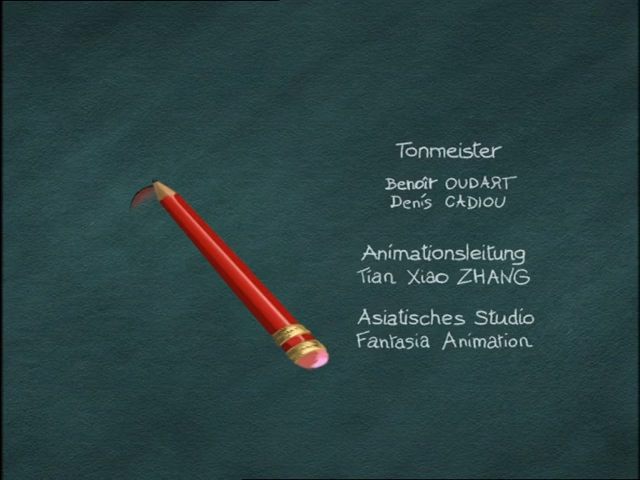 Tonmeister
Benoît OUDART
Denis CADIOU
Animationsleitung
Tian Xiao ZHANG
Asiatisches Studio
Fantasia Animation